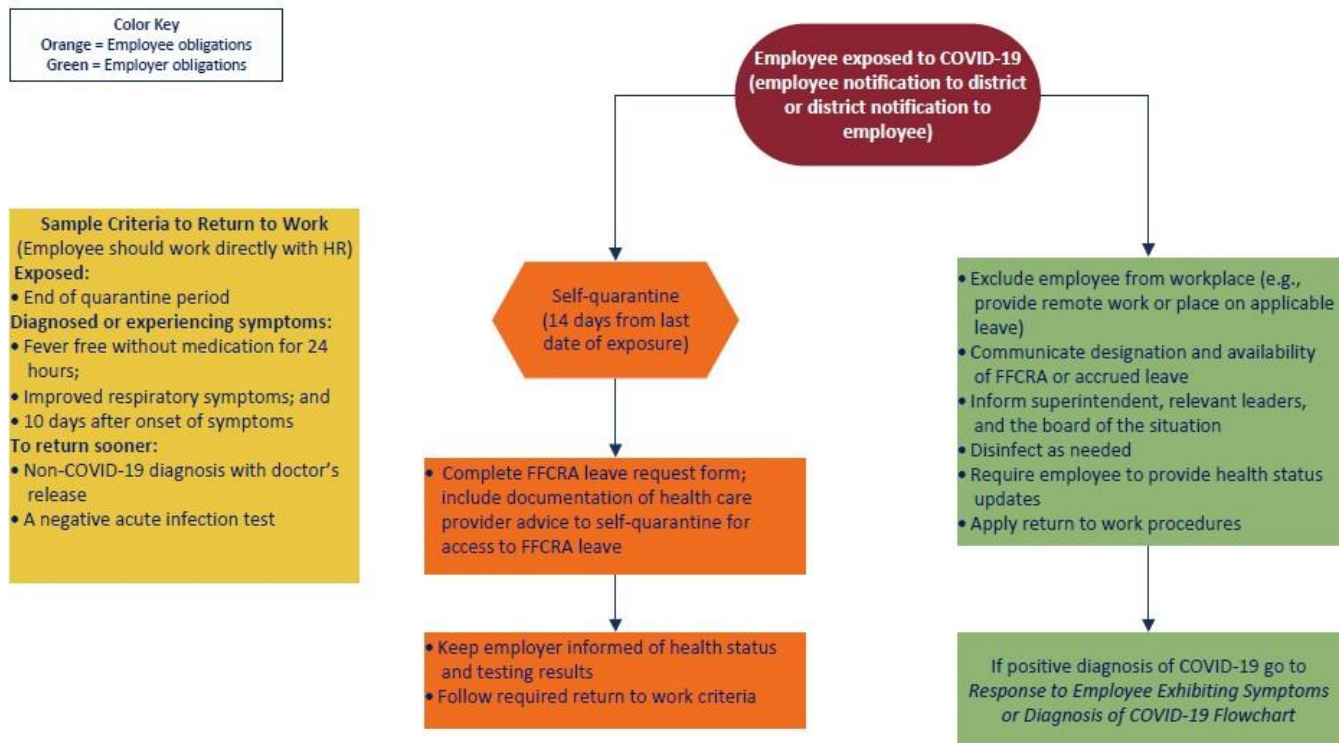 Color Key
Orange = Employee obligations
Green = Employer obligations
Employee exposed to COVID-19
(employee notification to district
or district notification to
employee)
Sample Criteria to Return to Work
(Employee should work directly with HR)
Exposed:
• End of quarantine period
Diagnosed or experiencing symptoms:
• Fever free without medication for 24
hours;
• Improved respiratory symptoms; and
• 10 days after onset of symptoms
To return sooner:
• Non-COVID-19 diagnosis with doctor's
release
• A negative acute infection test
Self-quarantine
(14 days from last
date of exposure)
• Complete FFCRA leave request form;
include documentation of health care
provider advice to self-quarantine for
access to FFCRA leave
• Keep employer informed of health status
and testing results
• Follow required return to work criteria
• Exclude employee from workplace (e.g.,
provide remote work or place on applicable
leave)
• Communicate designation and availability
of FFCRA or accrued leave
• Inform superintendent, relevant leaders,
and the board of the situation
• Disinfect as needed
• Require employee to provide health status
updates
• Apply return to work procedures
If positive diagnosis of COVID-19 go to
Response to Employee Exhibiting Symptoms
or Diagnosis of COVID-19 Flowchart